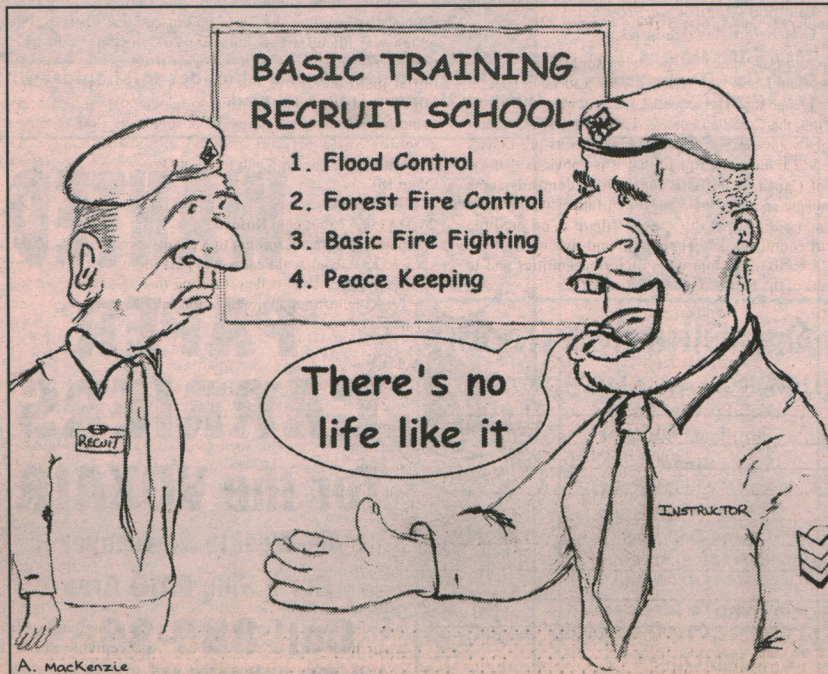 BASIC TRAINING
RECRUIT SCHOOL
1. Flood Control
2. Forest Fire Control
3. Basic Fire Fighting
4. Peace Keeping
There's no
life like it
RECUIT
INSTRUCTOR
A. MacKenzie